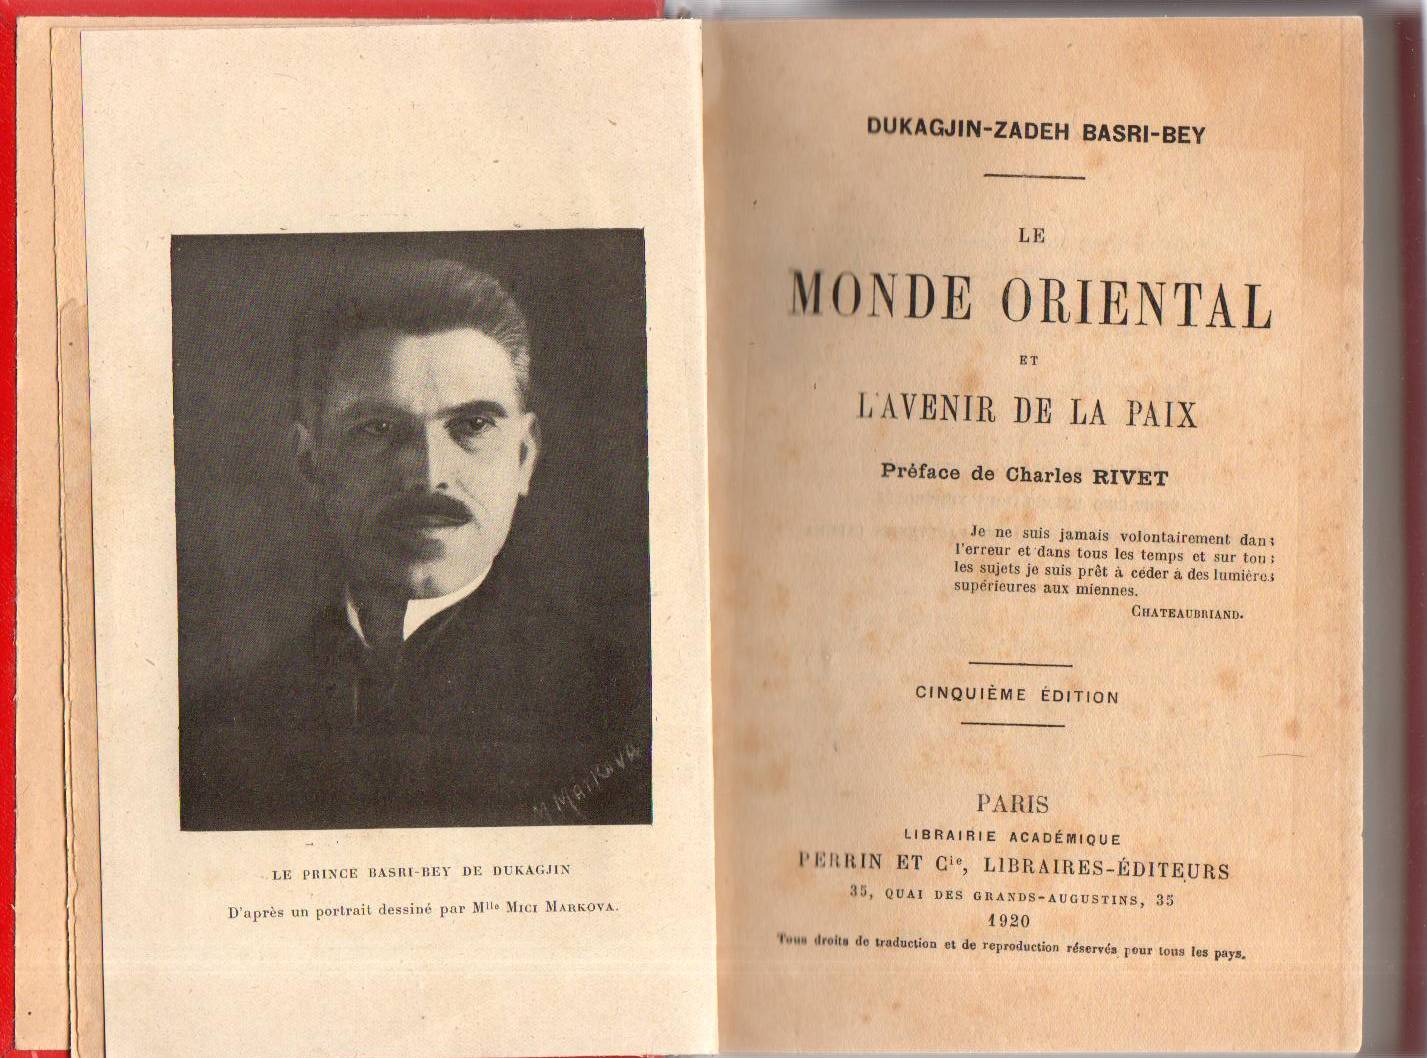 M Markova
LE PRINCE BASRI-BEY DE DUKAGJIN
D'après un portrait dessiné par Mlle MICI MARKOVA.
DUKAGJIN-ZADEH BASRI-BEY
LE
MONDE ORIENTAL
ET
L'AVENIR DE LA PAIX
Préface de Charles RIVET
Je ne suis jamais volontairement dans
l'erreur et dans tous les temps et sur tous
les sujets je suis prêt à céder à des lumières
supérieures aux miennes.
CHATEAUBRIAND.
CINQUIÈME ÉDITION
PARIS
LIBRAIRIE ACADÉMIQUE
PERRIN ET Cie, LIBRAIRES-ÉDITEURS
35, QUAI DES GRANDS-AUGUSTINS, 35
1920
Tous droits de traduction et de reproduction réservés pour tous les pays.